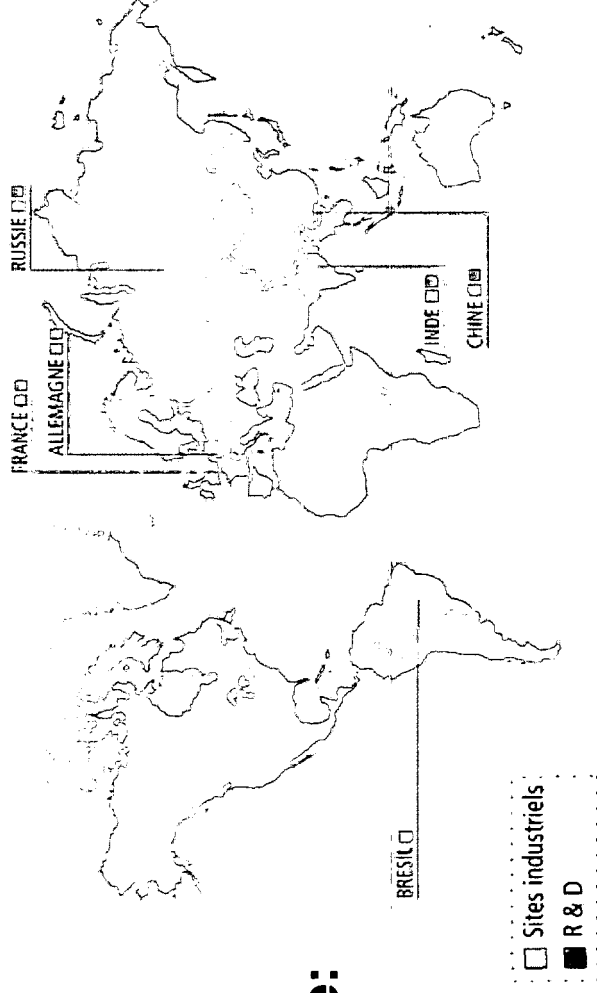 FRANCE
ALLEMAGNE
RUSSIE
INDE
CHINE
BRESIL
Sites industriels
R & D